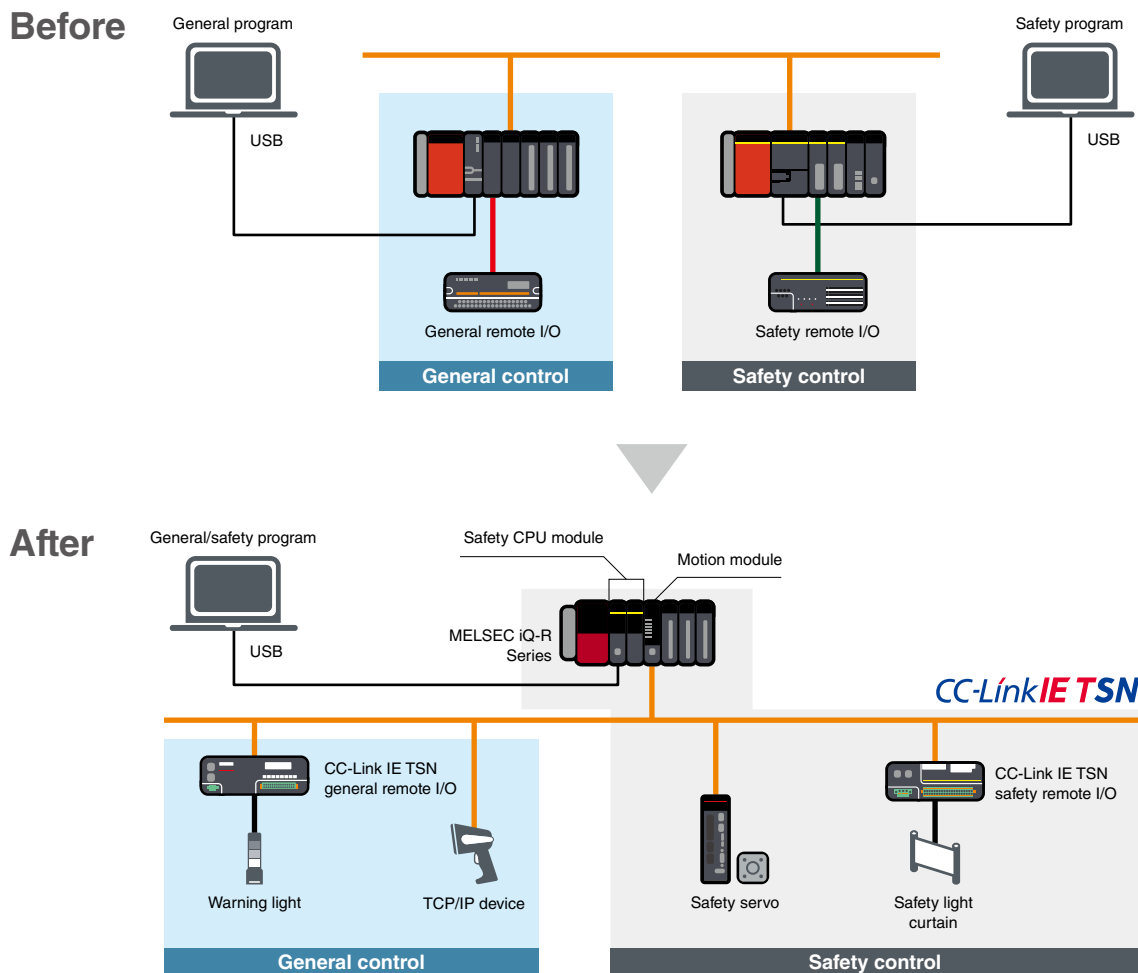 Before
General program
Safety program
USB
USB
General remote I/O
Safety remote I/O
General control
Safety control
After
General/safety program
Safety CPU module
Motion module
MELSEC iQ-R
Series
USB
CC-Link IE TSN
CC-Link IE TSN
general remote I/O
CC-Link IE TSN
safety remote I/O
Warning light
TCP/IP device
Safety servo
Safety light
curtain
General control
Safety control